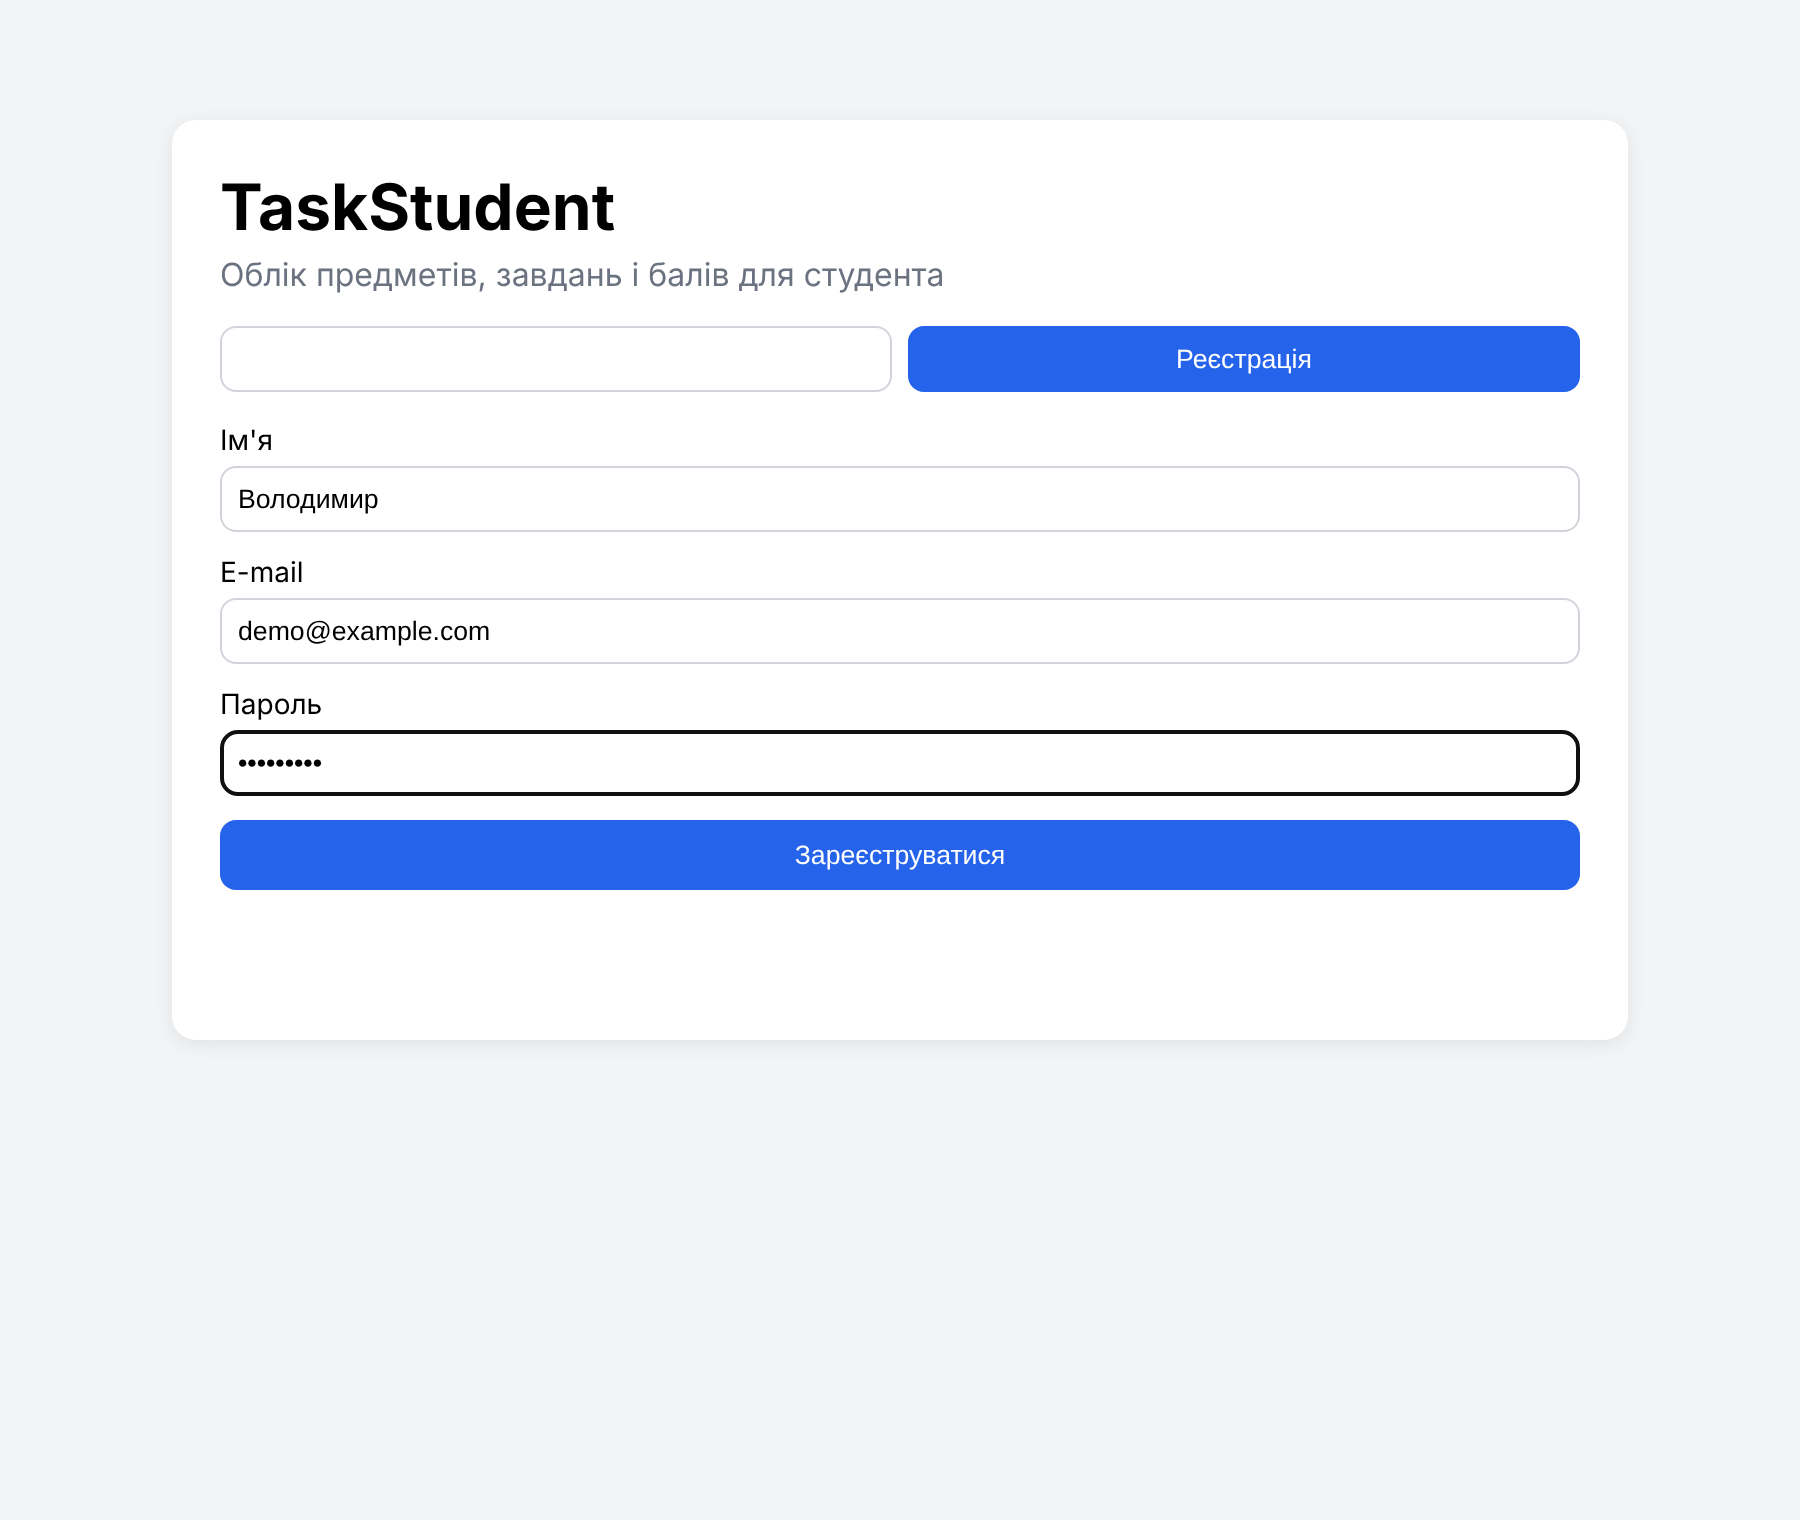 TaskStudent
Облік предметів, завдань і балів для студента
Реєстрація
Ім'я
Володимир
E-mail
demo@example.com
Пароль
•••••••••
Зареєструватися